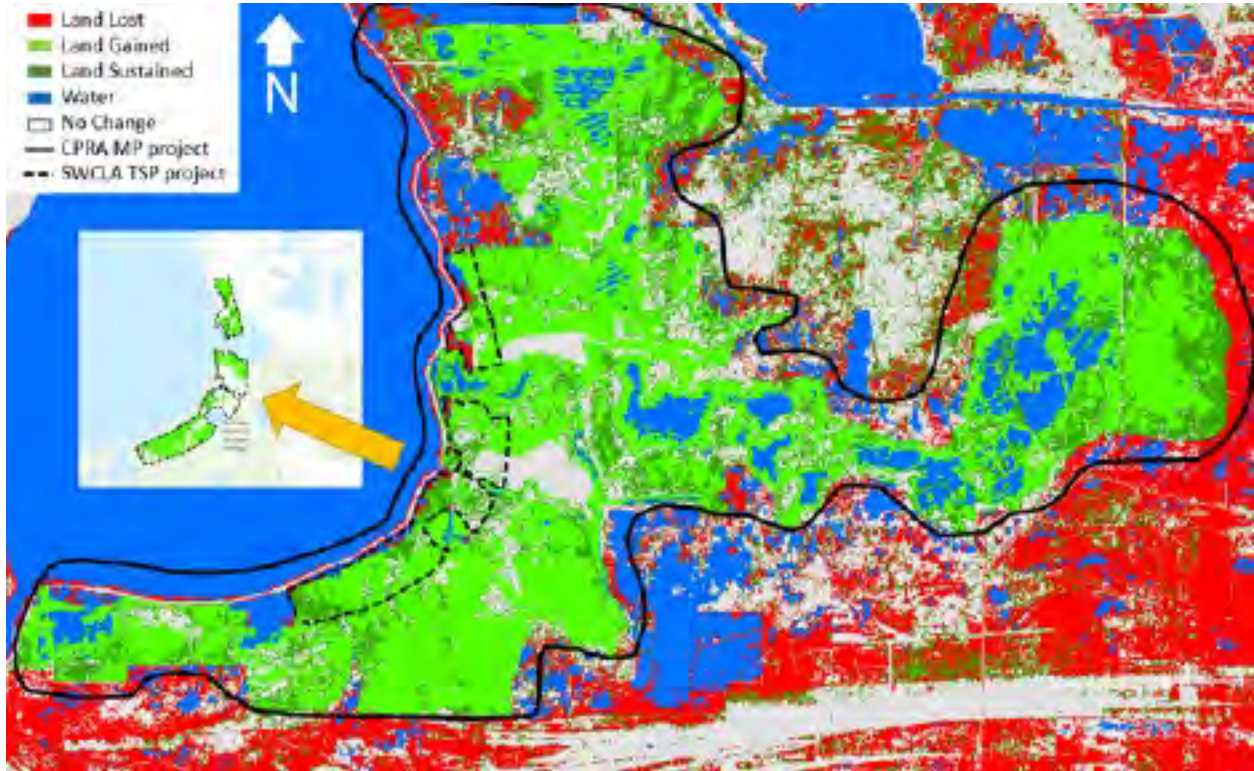 Land Lost
Land Gained
Land Sustained
Water
No Change
CPRA MP project
SWCLA TSP project
N